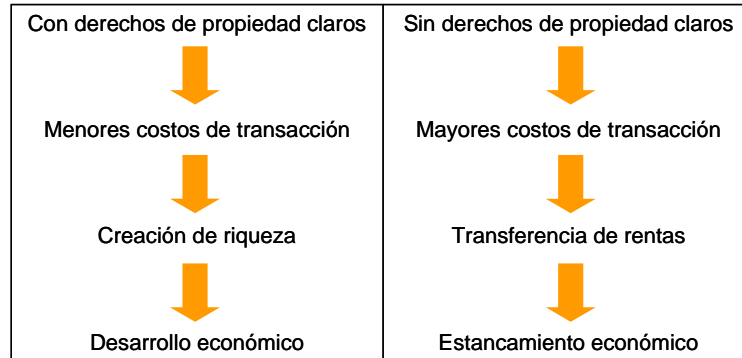 Con derechos de propiedad claros
Menores costos de transacción
Creación de riqueza
Desarrollo económico
Sin derechos de propiedad claros
Mayores costos de transacción
Transferencia de rentas
Estancamiento económico